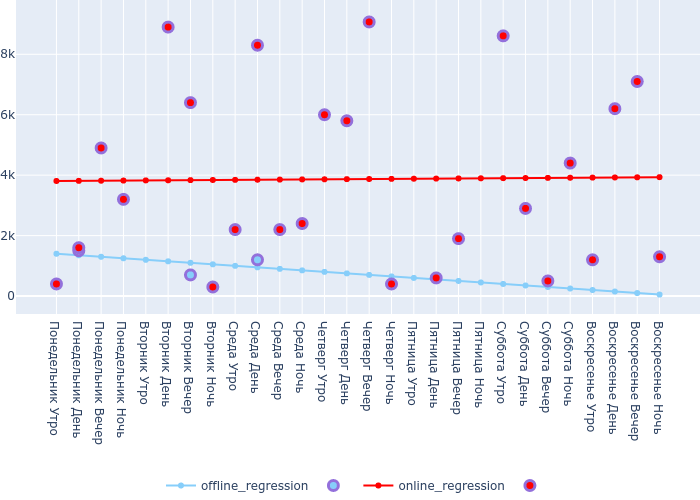 8k
6k
4k
2k
0
Понедельник Утро
Понедельник День
Понедельник Вечер
Понедельник Ночь
Вторник Утро
Вторник День
Вторник Вечер
Вторник Ночь
Среда Утро
Среда День
Среда Вечер
Среда Ночь
Четверг Утро
Четверг День
Четверг Вечер
Четверг Ночь
Пятница Утро
Пятница День
Пятница Вечер
Пятница Ночь
Суббота Утро
Суббота День
Суббота Вечер
Суббота Ночь
Воскресенье Утро
Воскресенье День
Воскресенье Вечер
Воскресенье Ночь
offline_regression online_regression